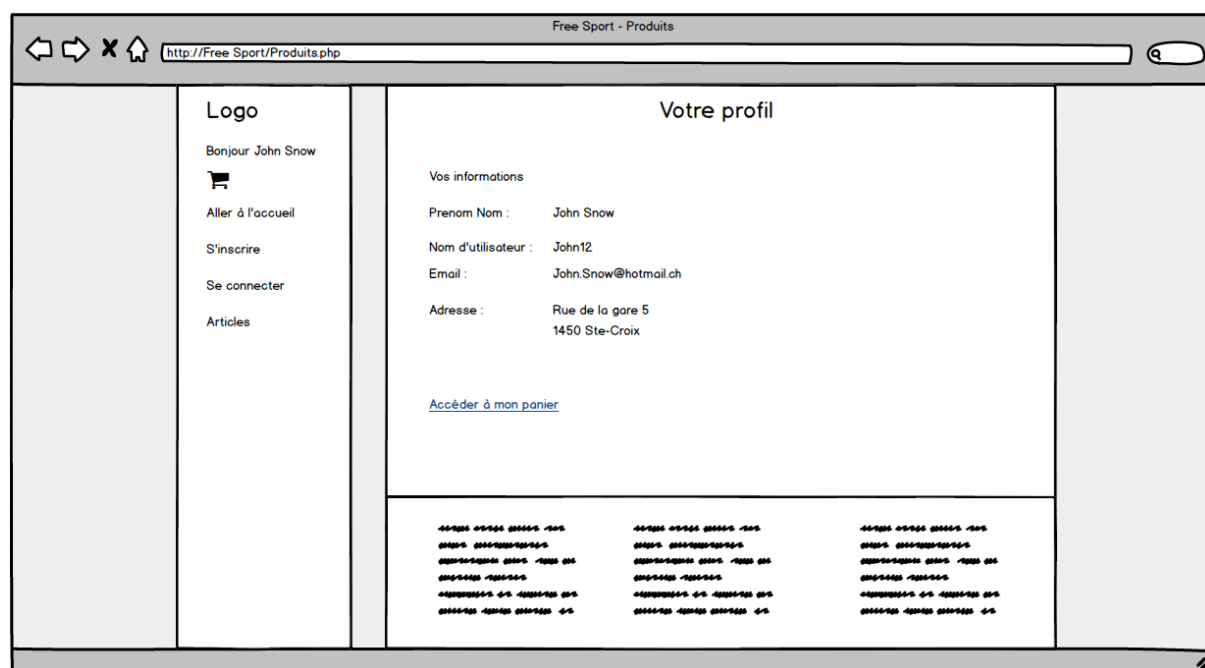 Free Sport - Produits
http://Free Sport/Produits.php
Logo
Bonjour John Snow
Aller à l'accueil
S'inscrire
Se connecter
Articles
Votre profil
Vos informations
Prenom Nom : John Snow
Nom d'utilisateur : John12
Email : John.Snow@hotmail.ch
Adresse : Rue de la gare 5
1450 Ste-Croix
Accéder à mon panier